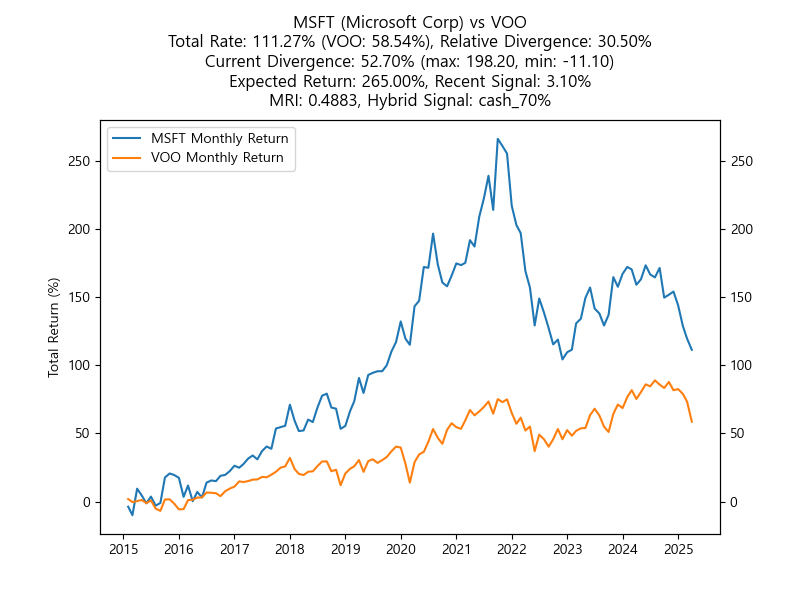 MSFT (Microsoft Corp) vs VOO
Total Rate: 111.27% (VOO: 58.54%), Relative Divergence: 30.50%
Current Divergence: 52.70% (max: 198.20, min: -11.10)
Expected Return: 265.00%, Recent Signal: 3.10%
MRI: 0.4883, Hybrid Signal: cash_70%
MSFT Monthly Return
VOO Monthly Return
Total Return (%)
250
200
150
100
50
0
250
200
150
100
50
0
2015 2016 2017 2018 2019 2020 2021 2022 2023 2024 2025